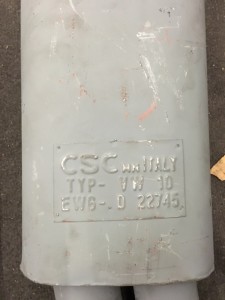 CSC ITALY
TYP- VW 10
EWG-.D 22745